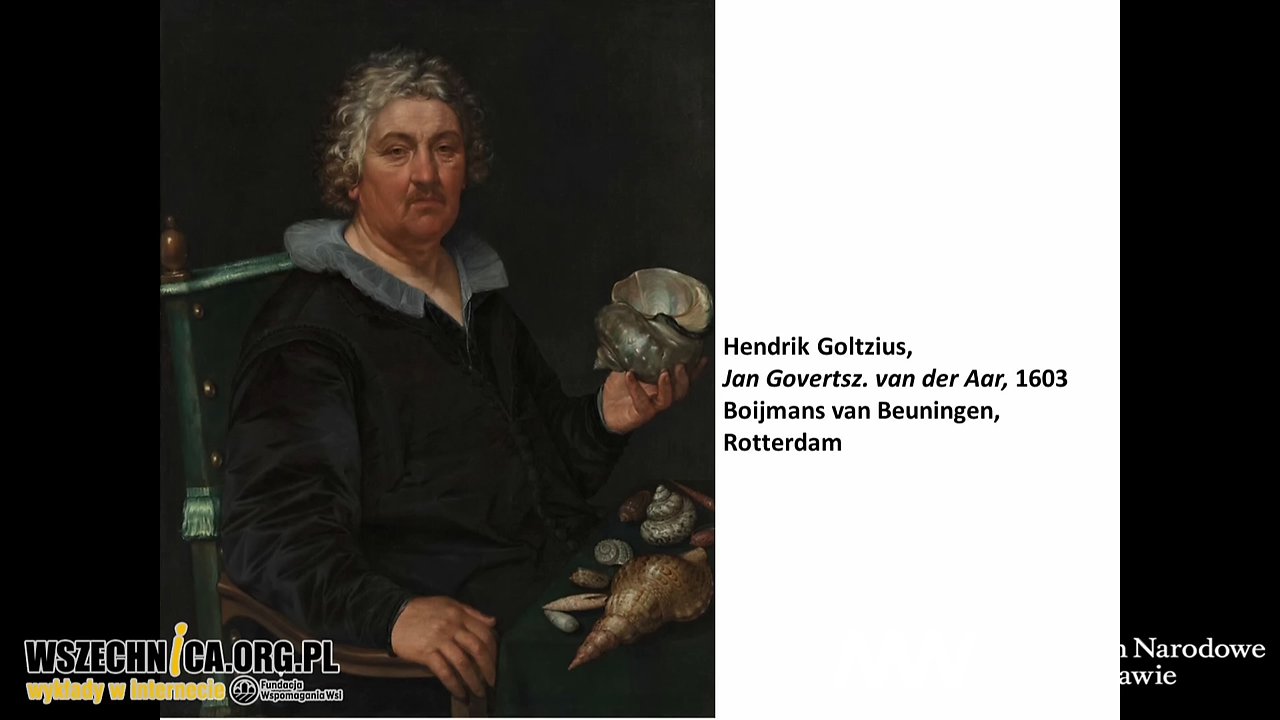 Hendrik Goltzius,
Jan Govertsz. van der Aar, 1603
Boijmans van Beuningen,
Rotterdam
WSZECHNICA.ORG.PL
wykłady w internecie
Fundacja
Wspomagania Wsi
Narodowe
awie